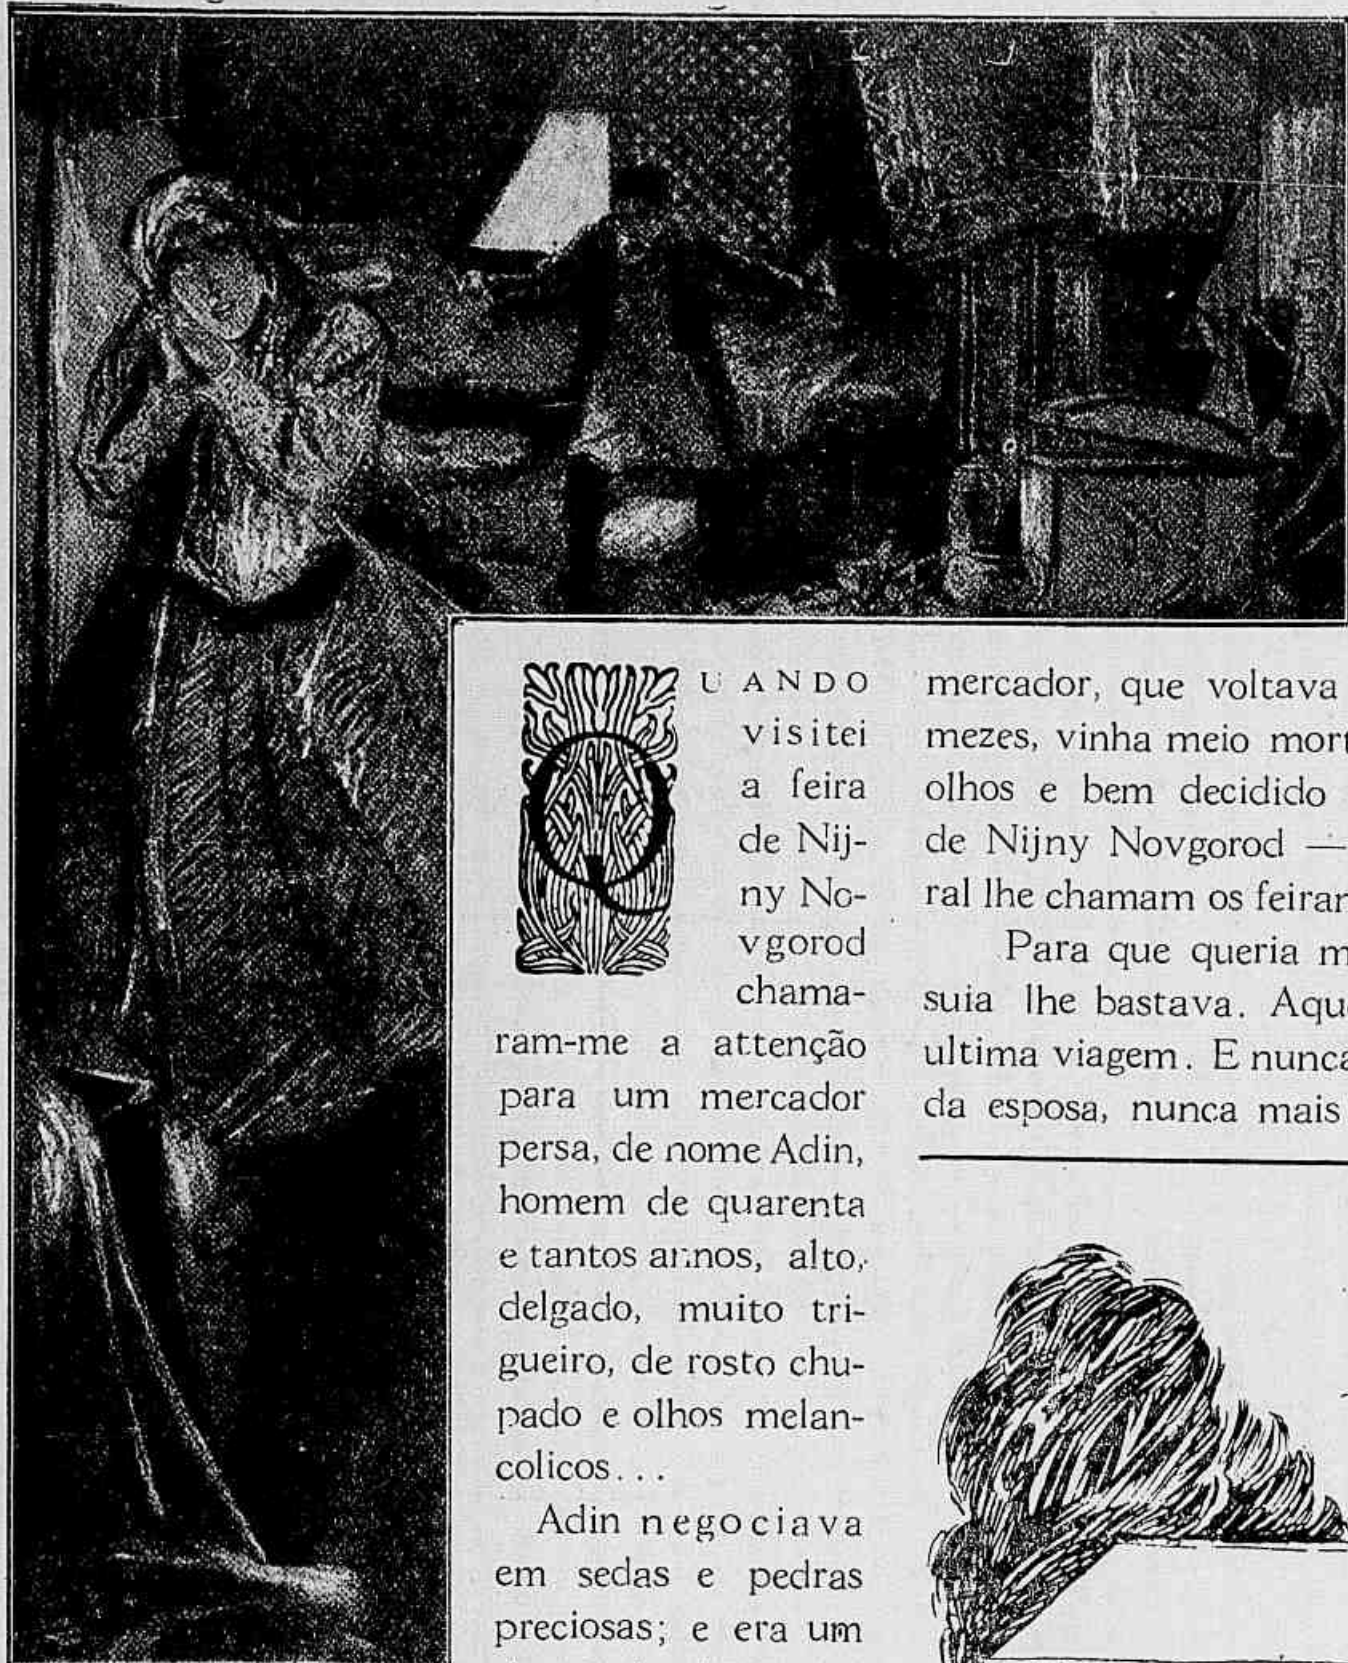 QUANDO
visitei
a feira
de Nij-
ny No-
vgorod
chama-
ram-me a attenção
para um mercador
persa, de nome Adin,
homem de quarenta
e tantos annos, alto,
delgado, muito tri-
gueiro, de rosto chu-
pado e olhos melan-
colicos...
Adin negociava
em sedas e pedras
preciosas; e era um
mercador, que voltava
mezes, vinha meio mort
olhos e bem decidido
de Nijny Novgorod —
ral lhe chamam os feiran
Para que queria m
suia lhe bastava. Aque
ultima viagem. E nunca
da esposa, nunca mais